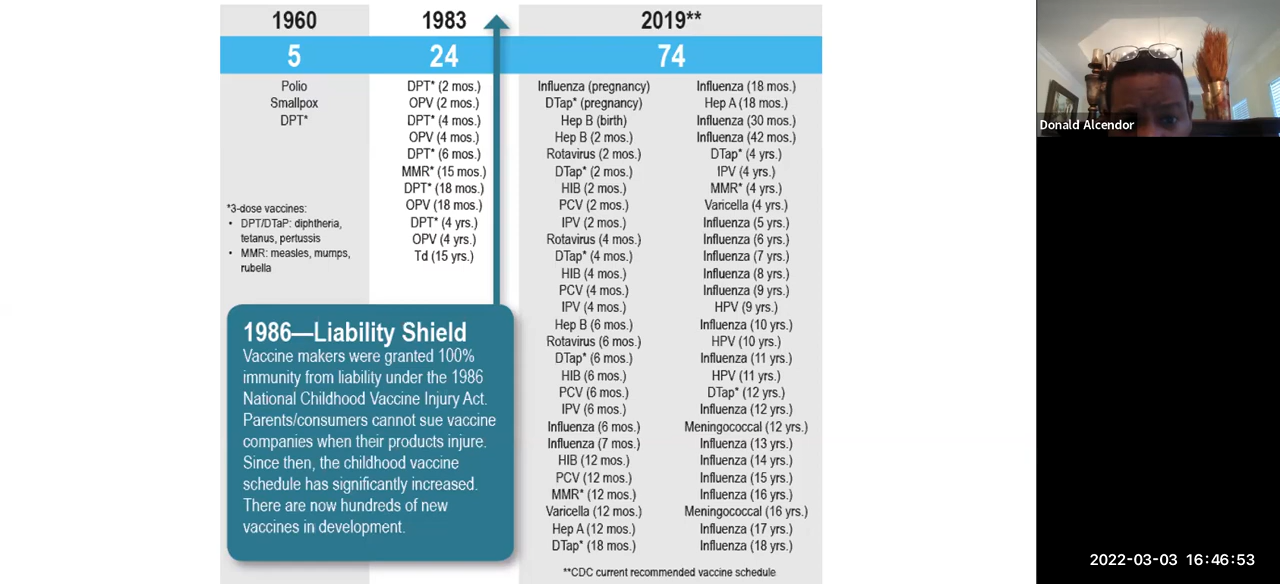 1960
5
Polio
Smallpox
DPT*
*3-dose vaccines:
• DPT/DTaP: diphtheria,
tetanus, pertussis
• MMR: measles, mumps,
rubella
1983
24
DPT* (2 mos.)
OPV (2 mos.)
DPT* (4 mos.)
OPV (4 mos.)
DPT* (6 mos.)
MMR* (15 mos.)
DPT* (18 mos.)
OPV (18 mos.)
DPT* (4 yrs.)
OPV (4 yrs.)
Td (15 yrs.)
1986—Liability Shield
Vaccine makers were granted 100%
immunity from liability under the 1986
National Childhood Vaccine Injury Act.
Parents/consumers cannot sue vaccine
companies when their products injure.
Since then, the childhood vaccine
schedule has significantly increased.
There are now hundreds of new
vaccines in development.
2019**
74
Influenza (pregnancy)
DTap* (pregnancy)
Hep B (birth)
Hep B (2 mos.)
Rotavirus (2 mos.)
DTap* (2 mos.)
HIB (2 mos.)
PCV (2 mos.)
IPV (2 mos.)
Rotavirus (4 mos.)
DTap* (4 mos.)
HIB (4 mos.)
PCV (4 mos.)
IPV (4 mos.)
Hep B (6 mos.)
Rotavirus (6 mos.)
DTap* (6 mos.)
HIB (6 mos.)
PCV (6 mos.)
IPV (6 mos.)
Influenza (6 mos.)
Influenza (7 mos.)
HIB (12 mos.)
PCV (12 mos.)
MMR* (12 mos.)
Varicella (12 mos.)
Hep A (12 mos.)
DTap* (18 mos.)
Influenza (18 mos.)
Hep A (18 mos.)
Influenza (30 mos.)
Influenza (42 mos.)
DTap* (4 yrs.)
IPV (4 yrs.)
MMR* (4 yrs.)
Varicella (4 yrs.)
Influenza (5 yrs.)
Influenza (6 yrs.)
Influenza (7 yrs.)
Influenza (8 yrs.)
Influenza (9 yrs.)
HPV (9 yrs.)
Influenza (10 yrs.)
HPV (10 yrs.)
Influenza (11 yrs.)
HPV (11 yrs.)
DTap* (12 yrs.)
Influenza (12 yrs.)
Meningococcal (12 yrs.)
Influenza (13 yrs.)
Influenza (14 yrs.)
Influenza (15 yrs.)
Influenza (16 yrs.)
Meningococcal (16 yrs.)
Influenza (17 yrs.)
Influenza (18 yrs.)
**CDC current recommended vaccine schedule
Donald Alcendor
2022-03-03 16:46:53